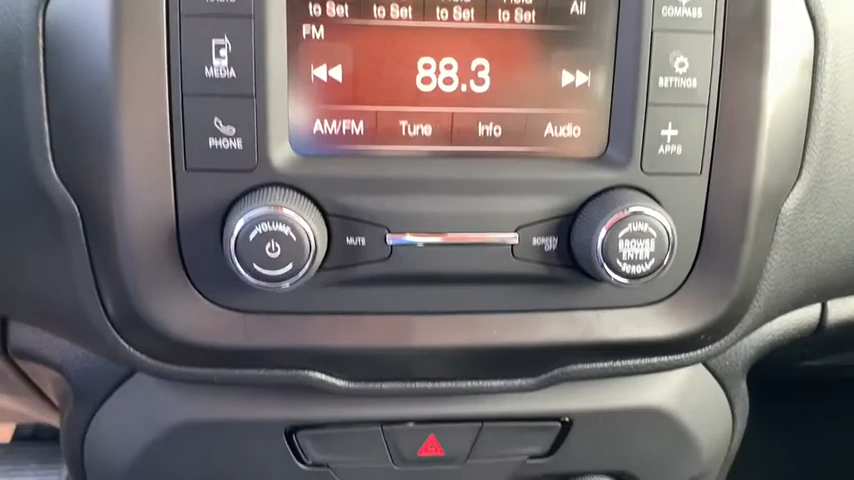 to Set to Set to Set to Set All
FM
88.3
AM/FM Tune Info Audio
MEDIA
PHONE
COMPASS
SETTINGS
APPS
VOLUME
MUTE
SCREEN
OFF
TUNE
BROWSE
ENTER
SCROLL